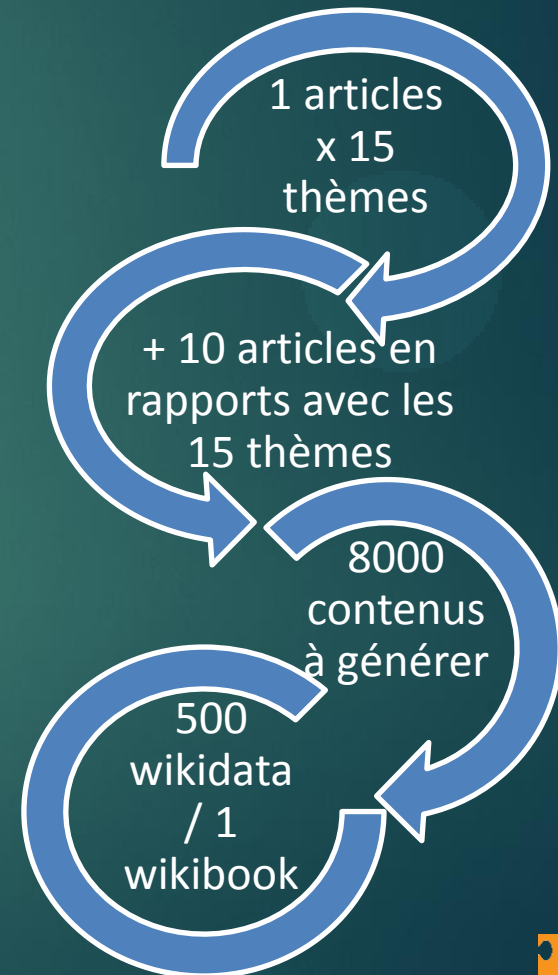 1 articles
x 15
thèmes
+ 10 articles en
rapports avec les
15 thèmes
8000
contenus
à générer
500
wikidata
/ 1
wikibook